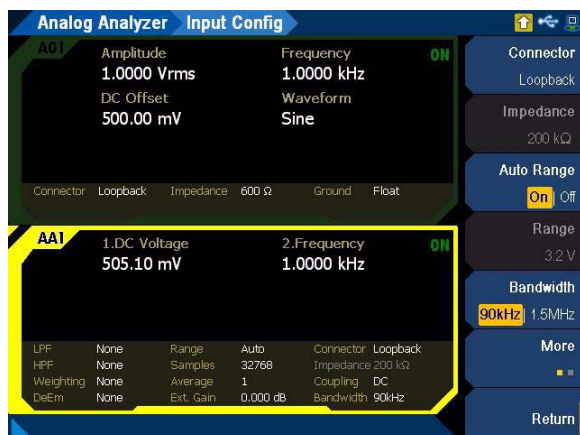 Analog Analyzer Input Config
AG1
Amplitude Frequency ON
1.0000 Vrms 1.0000 kHz
DC Offset Waveform
500.00 mV Sine
Connector Loopback Impedance 600 Ω Ground Float
AA1
1.DC Voltage 2.Frequency ON
505.10 mV 1.0000 kHz
LPF None Range Auto Connector Loopback
HPF None Samples 32768 Impedance 200 kΩ
Weighting None Average 1 Coupling DC
DeEm None Ext. Gain 0.000 dB Bandwidth 90kHz
Connector
Loopback
Impedance
200 kΩ
Auto Range
On | Off
Range
3.2 V
Bandwidth
90kHz | 1.5MHz
More
Return